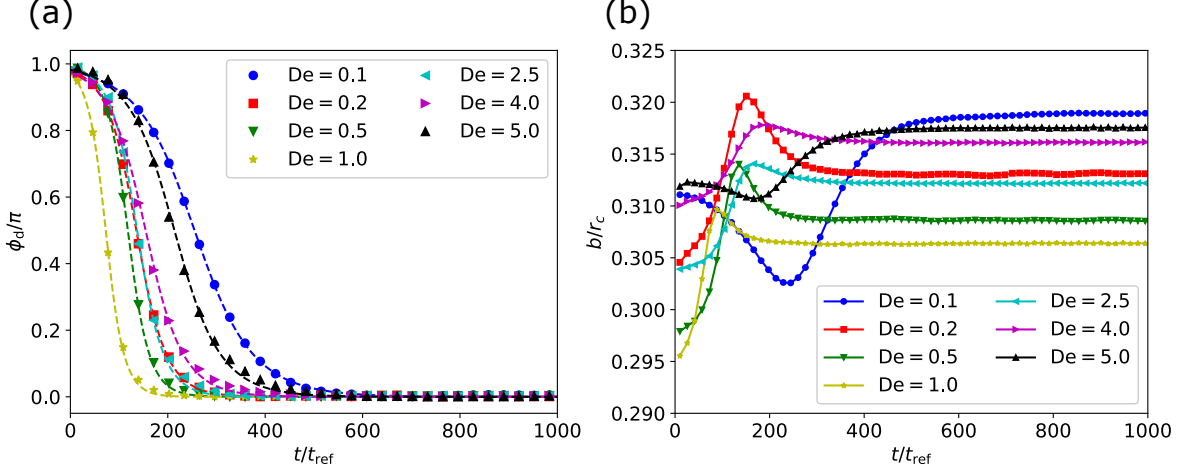 (a)
ϕ_d/π
1.0
0.8
0.6
0.4
0.2
0.0
De = 0.1
De = 0.2
De = 0.5
De = 1.0
De = 2.5
De = 4.0
De = 5.0
0 200 400 600 800 1000
t/t_ref
(b)
b/r_c
0.325
0.320
0.315
0.310
0.305
0.300
0.295
0.290
De = 0.1
De = 0.2
De = 0.5
De = 1.0
De = 2.5
De = 4.0
De = 5.0
0 200 400 600 800 1000
t/t_ref